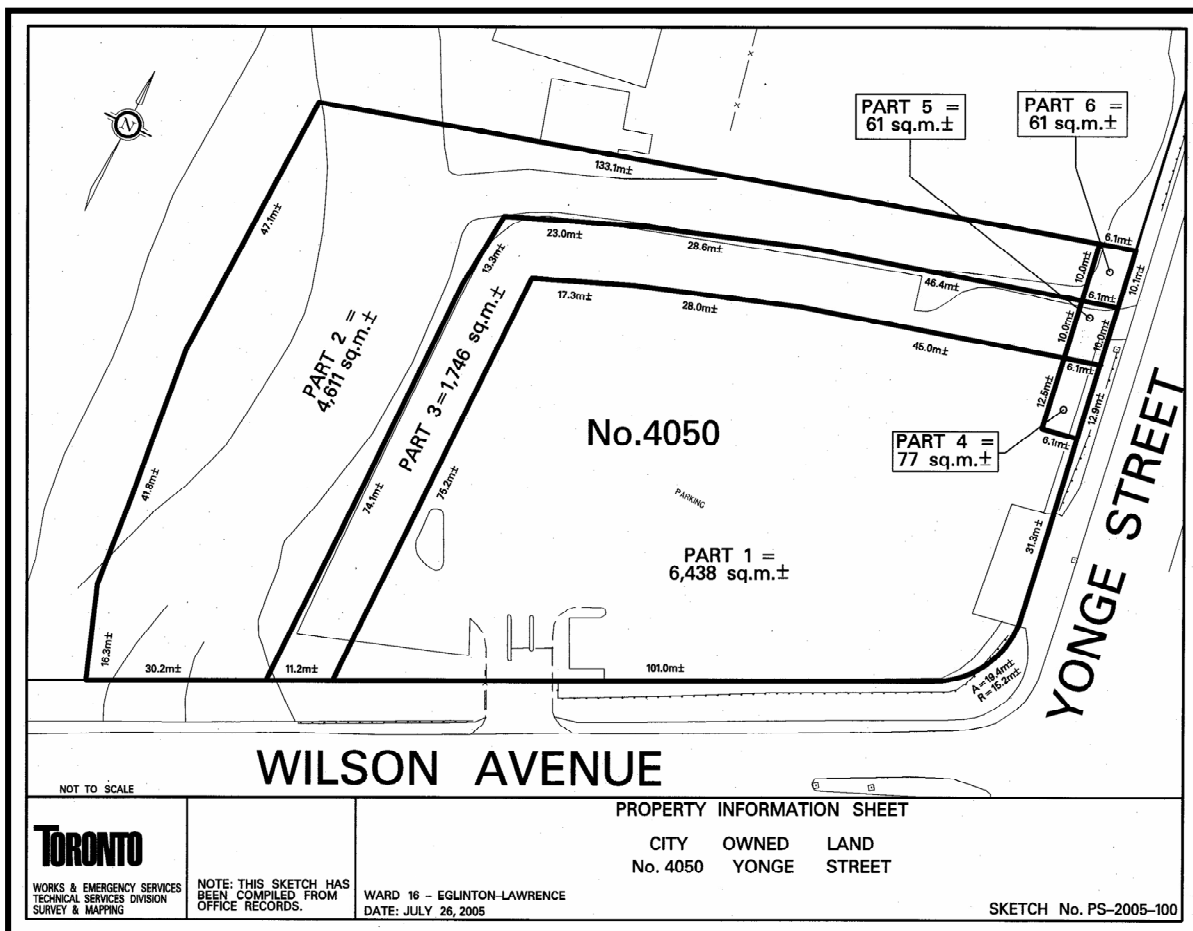 PART 5 =
61 sq.m.±
PART 6 =
61 sq.m.±
N
133.1m±
6.1m±
47.1m±
23.0m±
28.6m±
46.4m±
10.0m±
10.1m±
6.1m±
13.3m±
17.3m±
28.0m±
45.0m±
10.0m±
10.0m±
6.1m±
PART 2 =
4,611 sq.m.±
PART 3 = 1,746 sq.m.±
No.4050
12.5m±
12.9m±
6.1m±
PART 4 =
77 sq.m.±
41.8m±
74.1m±
75.2m±
PARKING
PART 1 =
6,438 sq.m.±
31.3m±
YONGE STREET
16.3m±
30.2m±
11.2m±
101.0m±
A=19.4m±
R=15.2m±
WILSON AVENUE
NOT TO SCALE
TORONTO
WORKS & EMERGENCY SERVICES
TECHNICAL SERVICES DIVISION
SURVEY & MAPPING
NOTE: THIS SKETCH HAS
BEEN COMPILED FROM
OFFICE RECORDS.
WARD 16 - EGLINTON-LAWRENCE
DATE: JULY 26, 2005
PROPERTY INFORMATION SHEET
CITY OWNED LAND
No. 4050 YONGE STREET
SKETCH No. PS-2005-100